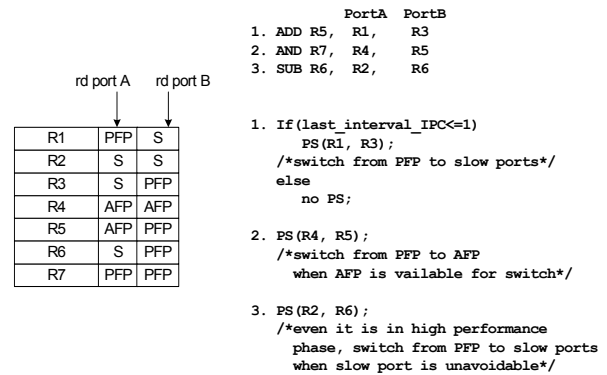 PortA PortB
1. ADD R5, R1, R3
2. AND R7, R4, R5
3. SUB R6, R2, R6
rd port A rd port B
R1 PFP S
R2 S S
R3 S PFP
R4 AFP AFP
R5 AFP PFP
R6 S PFP
R7 PFP PFP
1. If(last_interval_IPC<=1)
PS(R1, R3);
/*switch from PFP to slow ports*/
else
no PS;
2. PS(R4, R5);
/*switch from PFP to AFP
when AFP is vailable for switch*/
3. PS(R2, R6);
/*even it is in high performance
phase, switch from PFP to slow ports
when slow port is unavoidable*/